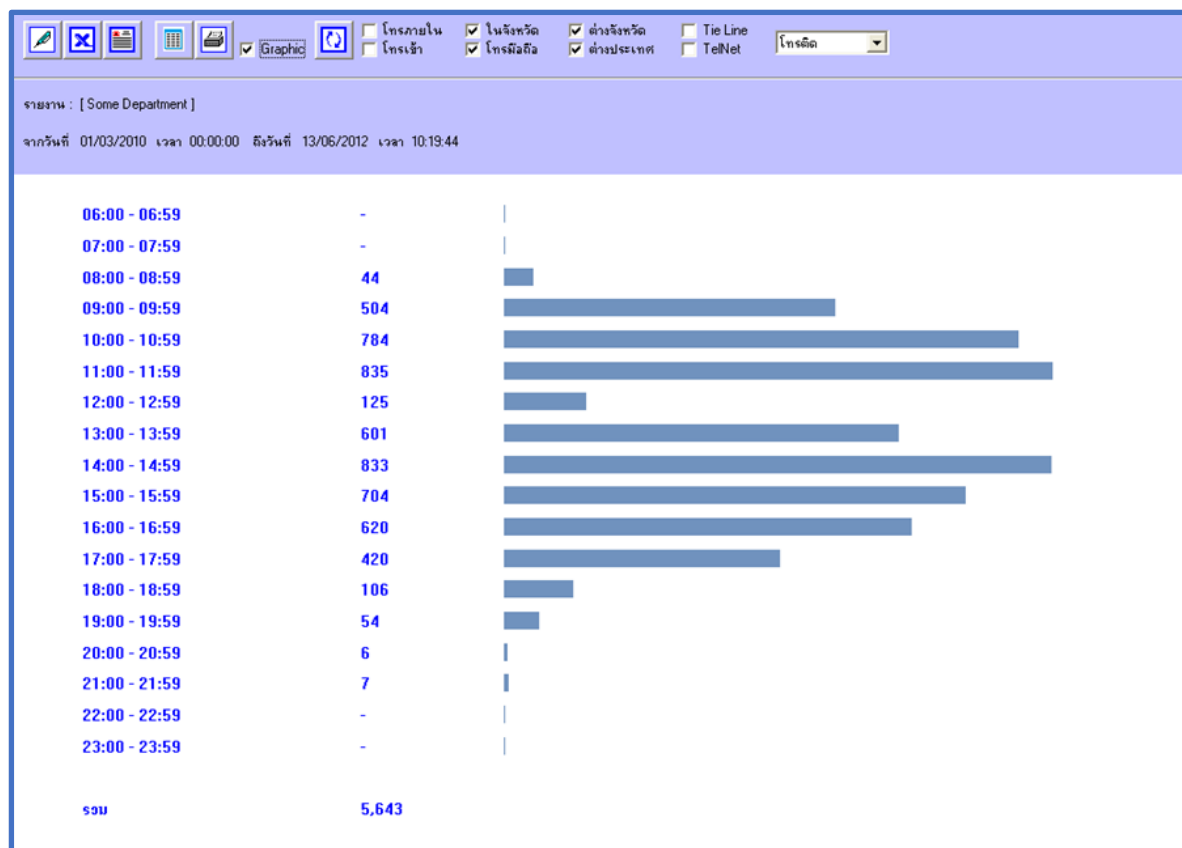 โทรภายใน ในจังหวัด ต่างจังหวัด Tie Line
Graphic โทรเข้า โทรมือถือ ต่างประเทศ TelNet โทรติด
รายงาน : [ Some Department ]
จากวันที่ 01/03/2010 เวลา 00:00:00 ถึงวันที่ 13/06/2012 เวลา 10:19:44
06:00 - 06:59 -
07:00 - 07:59 -
08:00 - 08:59 44
09:00 - 09:59 504
10:00 - 10:59 784
11:00 - 11:59 835
12:00 - 12:59 125
13:00 - 13:59 601
14:00 - 14:59 833
15:00 - 15:59 704
16:00 - 16:59 620
17:00 - 17:59 420
18:00 - 18:59 106
19:00 - 19:59 54
20:00 - 20:59 6
21:00 - 21:59 7
22:00 - 22:59 -
23:00 - 23:59 -
รวม 5,643